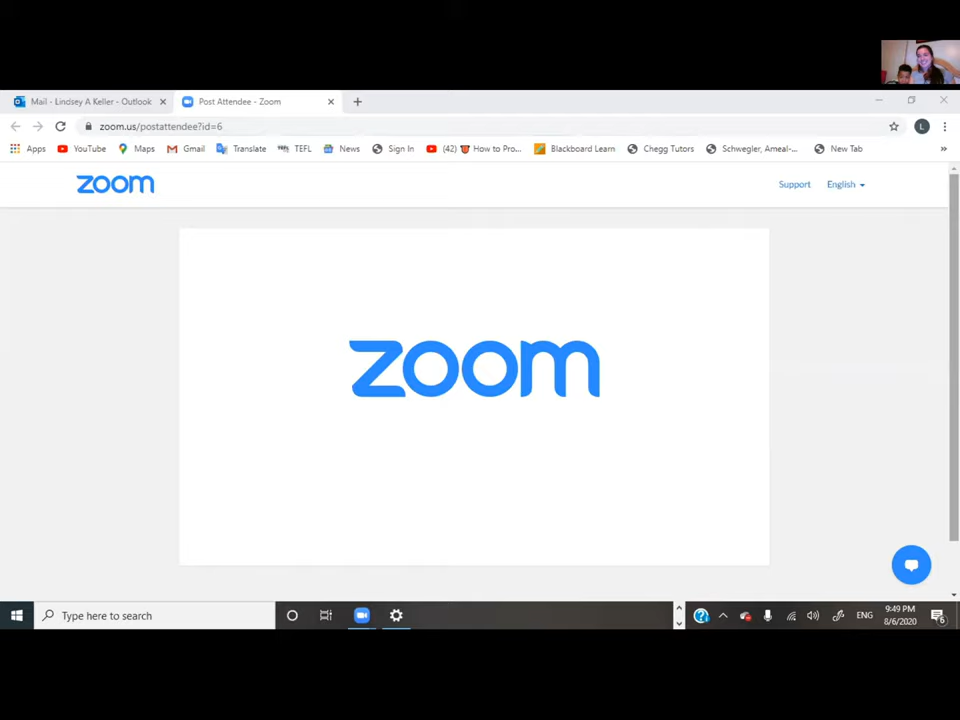 Mail - Lindsey A Keller - Outlook
Post Attendee - Zoom
zoom.us/postattendee?id=6
L
Apps YouTube Maps Gmail Translate TEFL News Sign In (42) How to Pro... Blackboard Learn Chegg Tutors Schwegler, Ameal-... New Tab »
zoom Support English
zoom
Type here to search
ENG
9:49 PM
8/6/2020
6